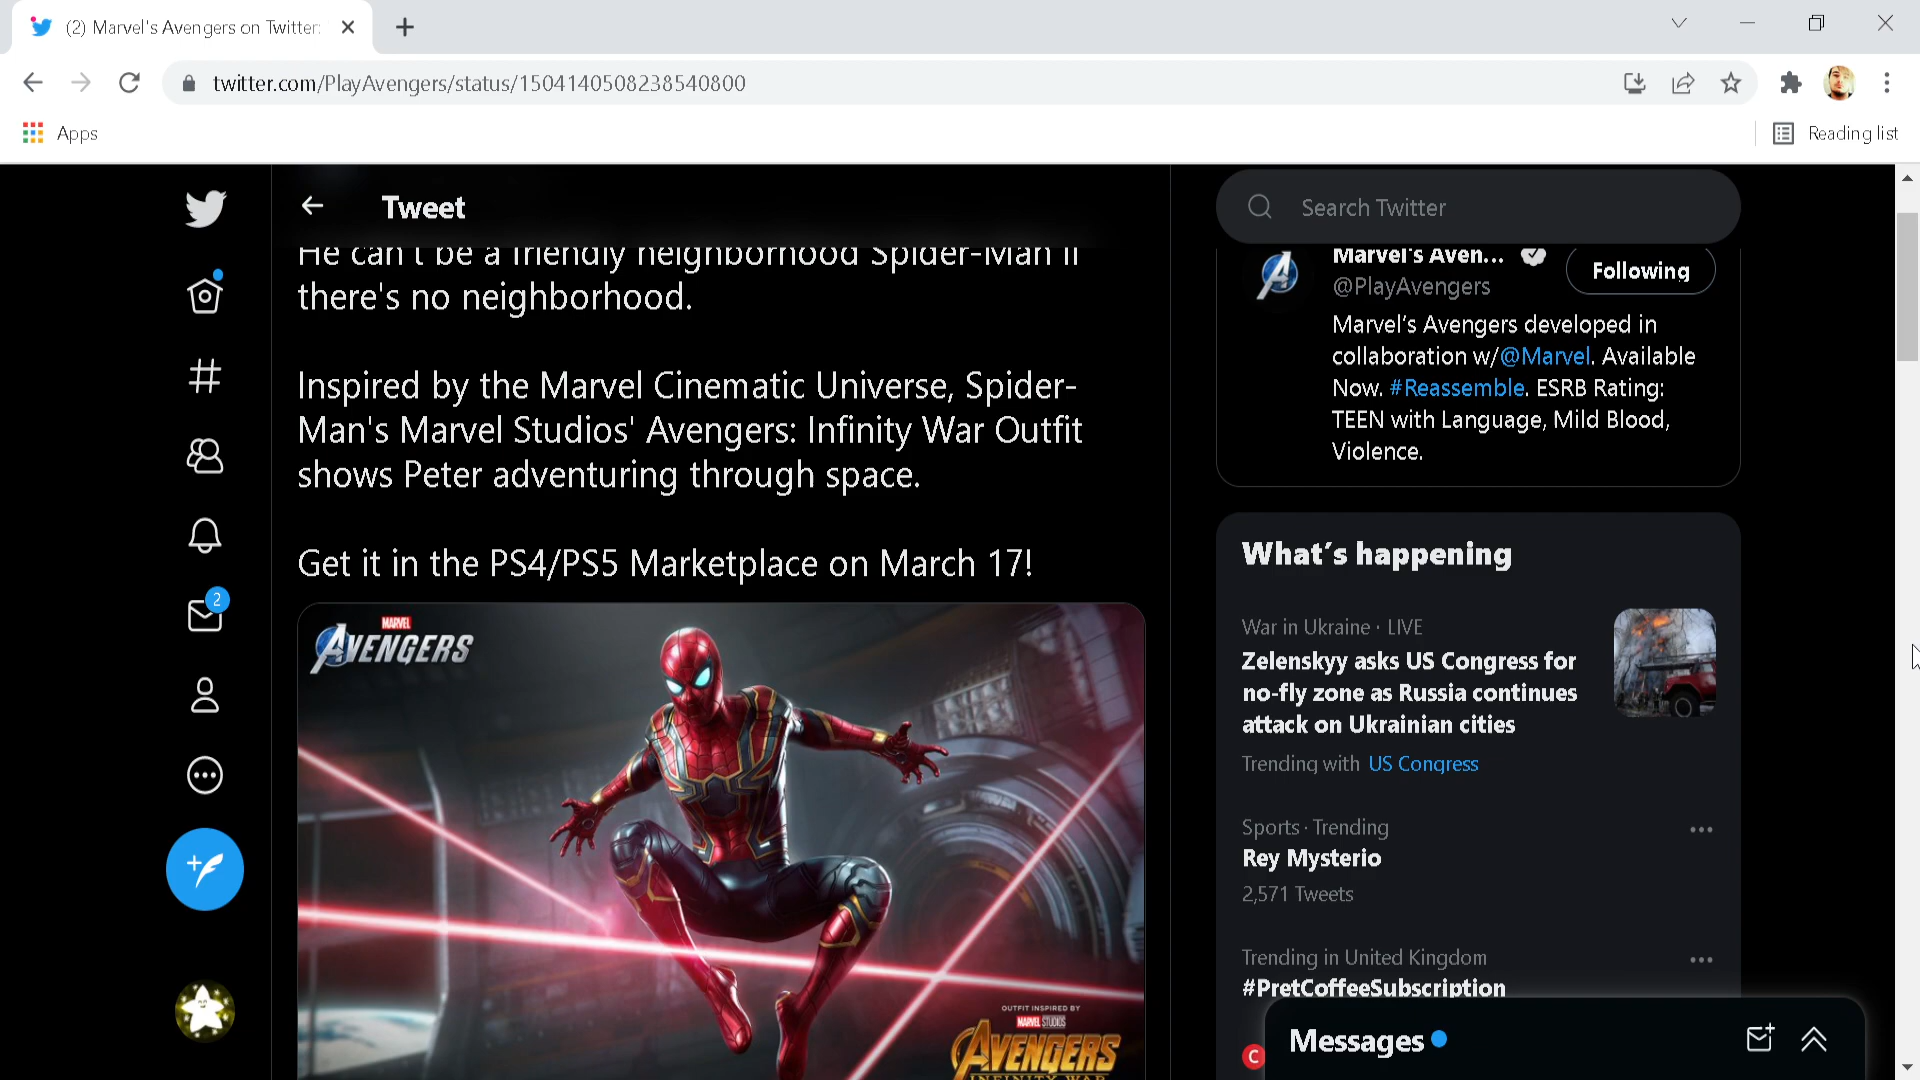 (2) Marvel's Avengers on Twitter:
twitter.com/PlayAvengers/status/1504140508238540800
Apps
Reading list
Tweet
Search Twitter
He can't be a friendly neighborhood Spider-Man if
there's no neighborhood.
Inspired by the Marvel Cinematic Universe, Spider-
Man's Marvel Studios' Avengers: Infinity War Outfit
shows Peter adventuring through space.
Get it in the PS4/PS5 Marketplace on March 17!
2
MARVEL
AVENGERS
OUTFIT INSPIRED BY
MARVEL STUDIOS
AVENGERS
INFINITY WAR
Marvel's Aven...
Following
@PlayAvengers
Marvel's Avengers developed in
collaboration w/@Marvel. Available
Now. #Reassemble. ESRB Rating:
TEEN with Language, Mild Blood,
Violence.
What's happening
War in Ukraine · LIVE
Zelenskyy asks US Congress for
no-fly zone as Russia continues
attack on Ukrainian cities
Trending with US Congress
Sports · Trending
Rey Mysterio
2,571 Tweets
Trending in United Kingdom
#PretCoffeeSubscription
C
Messages